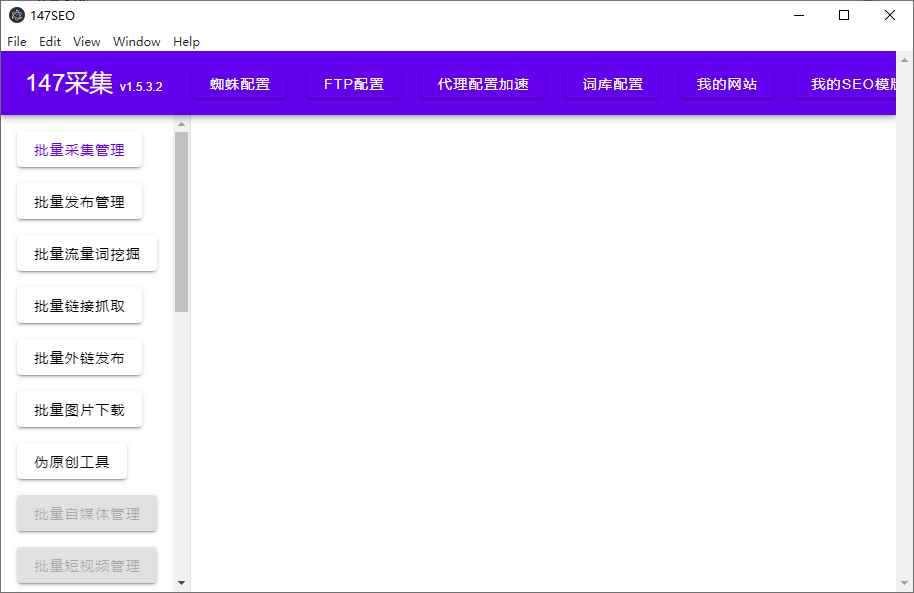 147SEO
File Edit View Window Help
147采集 v1.5.3.2 蜘蛛配置 FTP配置 代理配置加速 词库配置 我的网站 我的SEO模版
批量采集管理
批量发布管理
批量流量词挖掘
批量链接抓取
批量外链发布
批量图片下载
伪原创工具
批量自媒体管理
批量短视频管理